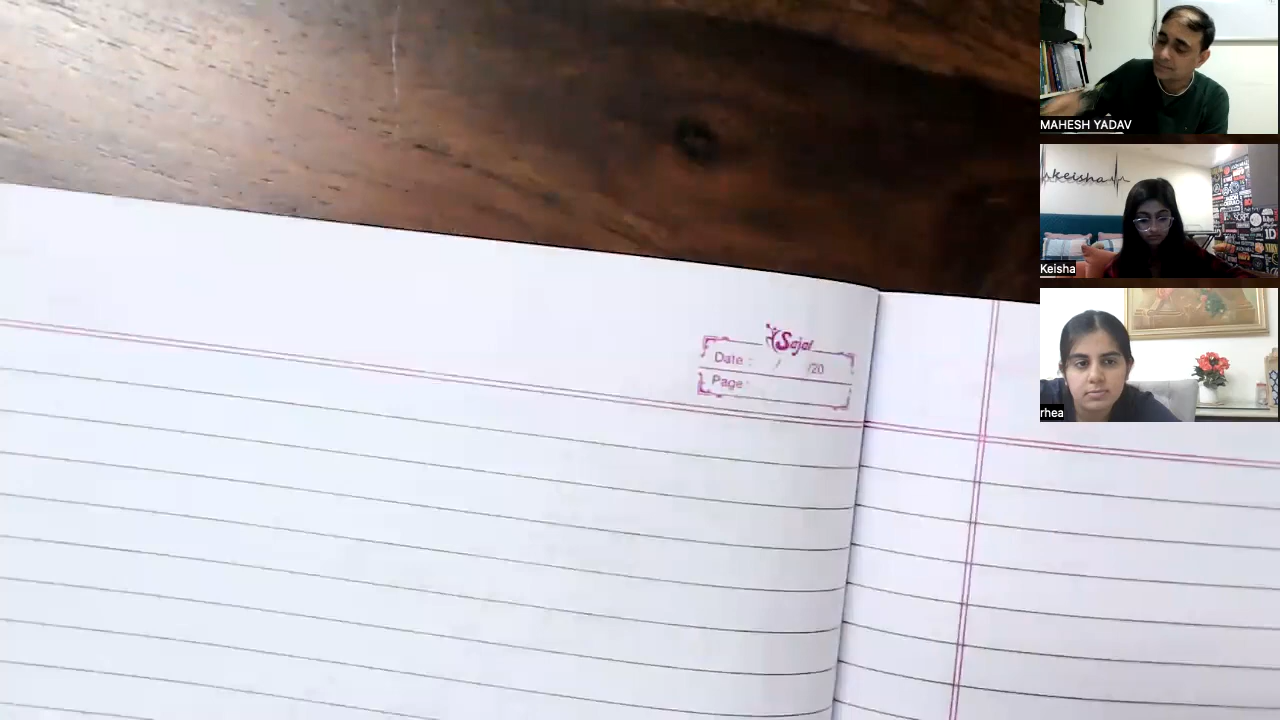 Sajal
Date : / /20
Page:
MAHESH YADAV
keisha
Keisha
rhea